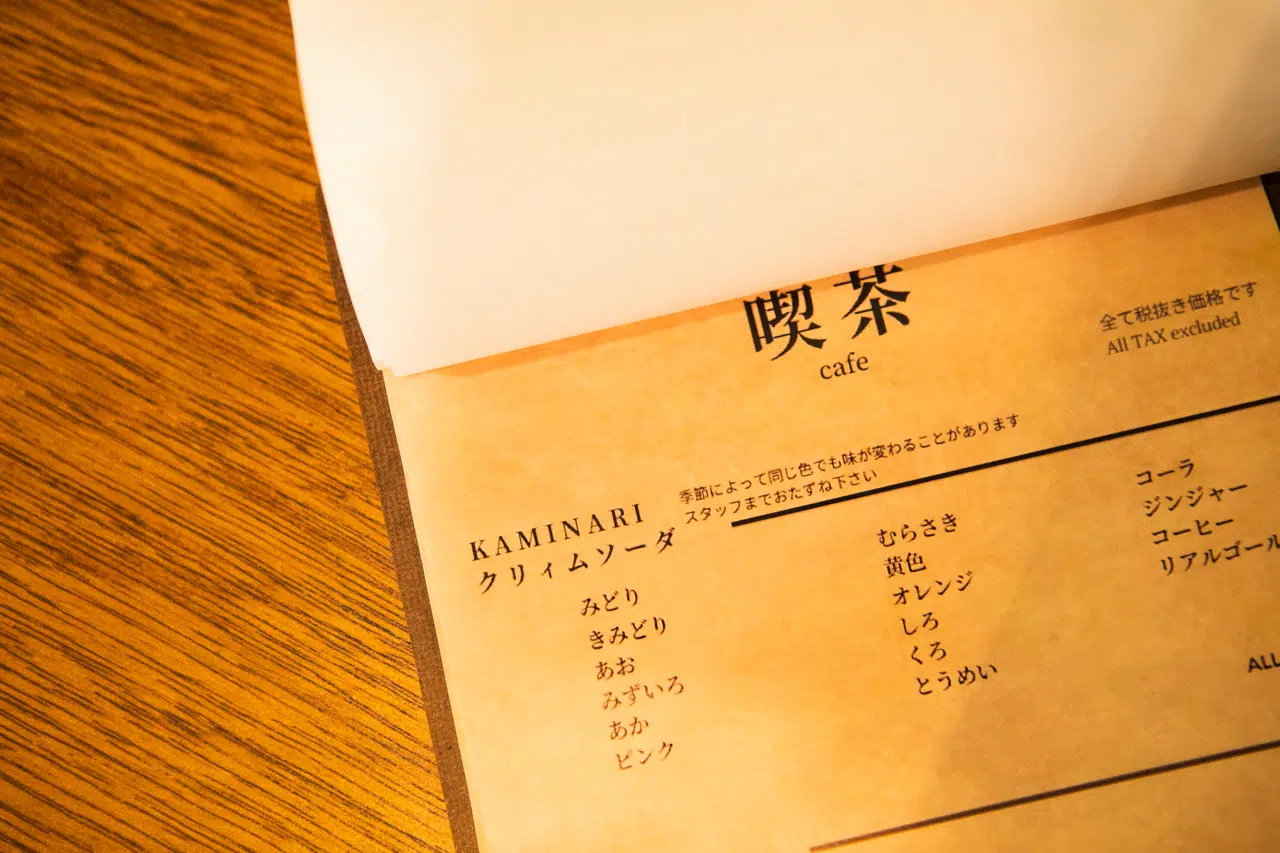 喫茶
cafe
全て税抜き価格です
All TAX excluded
季節によって同じ色でも味が変わることがあります
スタッフまでおたずね下さい
KAMINARI
クリィムソーダ
みどり
きみどり
あお
みずいろ
あか
ピンク
むらさき
黄色
オレンジ
しろ
くろ
とうめい
コーラ
ジンジャー
コーヒー
リアルゴール
ALL